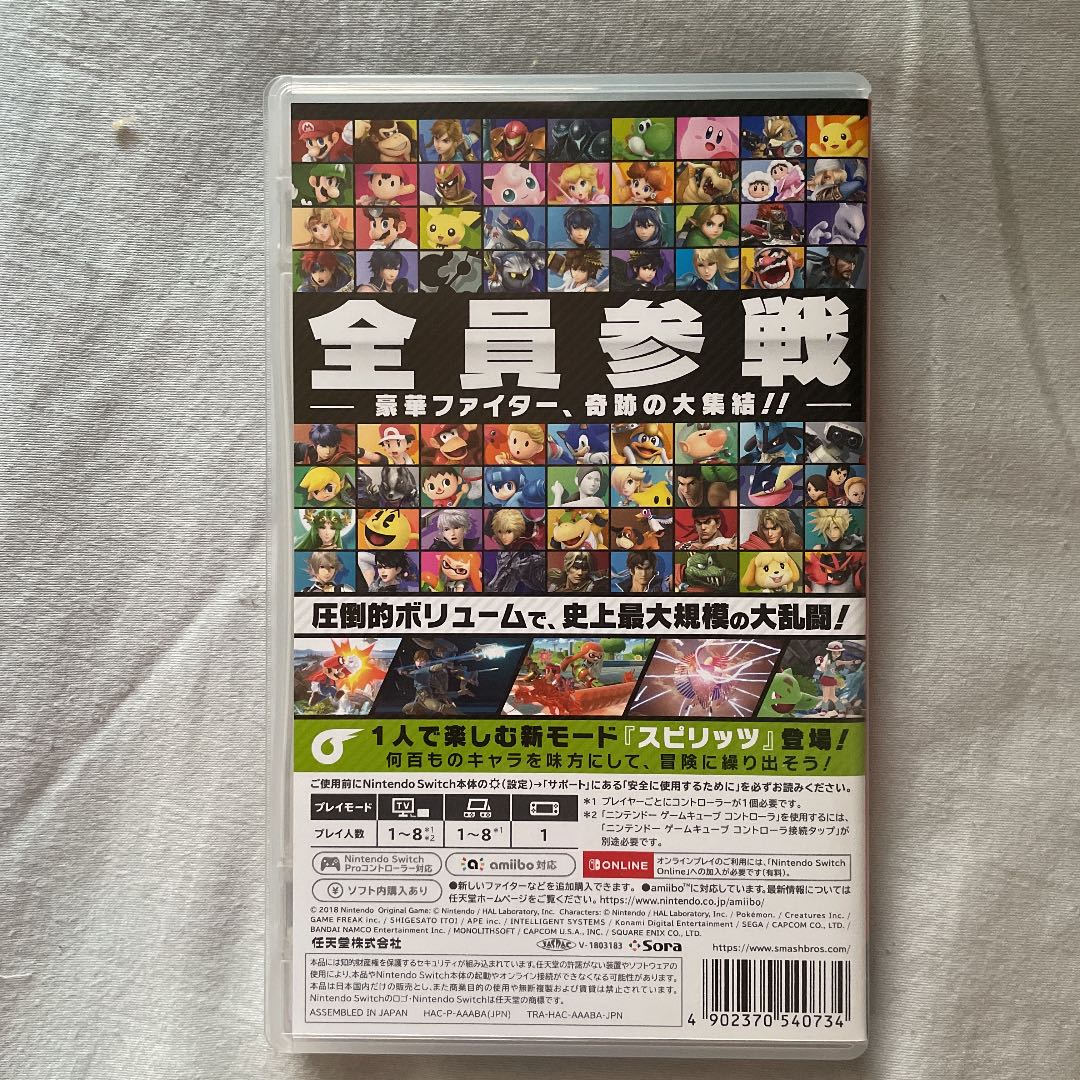 全員参戦
豪華ファイター、奇跡の大集結!!
圧倒的ボリュームで、史上最大規模の大乱闘!
1人で楽しむ新モード『スピリッツ』登場!
何百ものキャラを味方にして、冒険に繰り出そう!
ご使用前にNintendo Switch本体の(設定)→「サポート」にある「安全に使用するために」を必ずお読みください。
プレイモード TV
プレイ人数 1~8 *1 *2 1~8 *1 1
*1 プレイヤーごとにコントローラーが1個必要です。
*2 「ニンテンドー ゲームキューブ コントローラ」を使用するには、
「ニンテンドー ゲームキューブ コントローラ接続タップ」が
別途必要です。
Nintendo Switch
Proコントローラー対応
amiibo対応
ONLINE
オンラインプレイのご利用には、「Nintendo Switch
Online」への加入が必要です(有料)。
¥ ソフト内購入あり
●新しいファイターなどを追加購入できます。 ●amiibo™に対応しています。最新情報については
任天堂ホームページをご覧ください。https://www.nintendo.co.jp/amiibo/
© 2018 Nintendo Original Game: © Nintendo / HAL Laboratory, Inc. Characters: © Nintendo / HAL Laboratory, Inc. / Pokémon. / Creatures Inc. /
GAME FREAK inc. / SHIGESATO ITOI / APE inc. / INTELLIGENT SYSTEMS / Konami Digital Entertainment / SEGA / CAPCOM CO., LTD. /
BANDAI NAMCO Entertainment Inc. / MONOLITHSOFT / CAPCOM U.S.A., INC. / SQUARE ENIX CO., LTD.
任天堂株式会社
JASRAC V-1803183 Sora
https://www.smashbros.com/
本品には知的財産権を保護するセキュリティが組み込まれています。任天堂の許諾がない装置やソフトウェアの
使用により、本品やNintendo Switch本体の起動やオンライン接続ができなくなる可能性があります。
本品は日本国内だけの販売とし、また商業目的の使用や無断複製および賃貸は禁止されています。
Nintendo Switchのロゴ・Nintendo Switchは任天堂の商標です。
ASSEMBLED IN JAPAN HAC-P-AAABA(JPN) TRA-HAC-AAABA-JPN
4 902370 540734